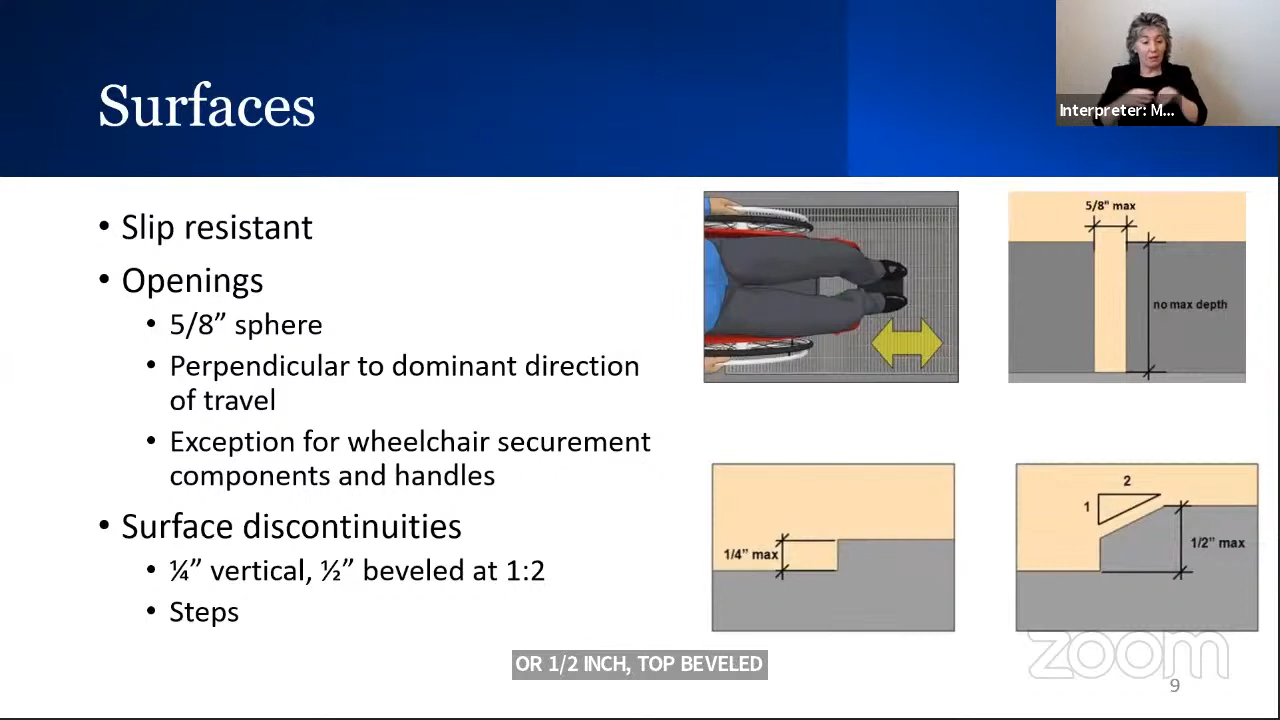 Surfaces
Interpreter: M...
• Slip resistant
• Openings
• 5/8” sphere
• Perpendicular to dominant direction
of travel
• Exception for wheelchair securement
components and handles
• Surface discontinuities
• ¼” vertical, ½” beveled at 1:2
• Steps
5/8" max
no max depth
1/4” max
2
1
1/2” max
OR 1/2 INCH, TOP BEVELED
zoom
9